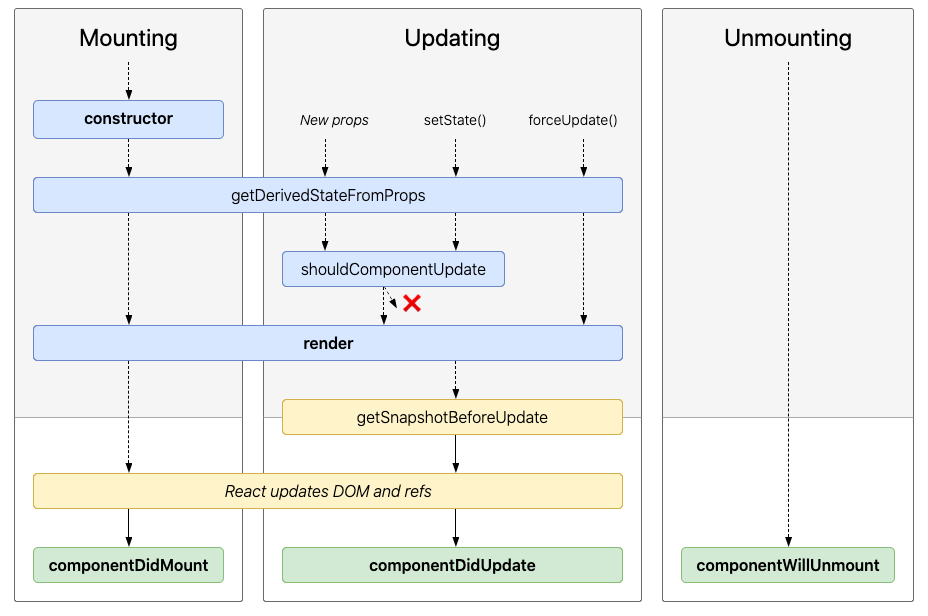 Mounting
Updating
Unmounting
constructor
New props
setState()
forceUpdate()
getDerivedStateFromProps
shouldComponentUpdate
render
getSnapshotBeforeUpdate
React updates DOM and refs
componentDidMount
componentDidUpdate
componentWillUnmount